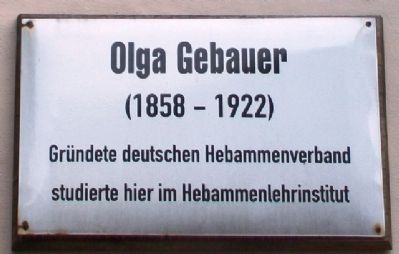 Olga Gebauer
(1858 – 1922)
Gründete deutschen Hebammenverband
studierte hier im Hebammenlehrinstitut